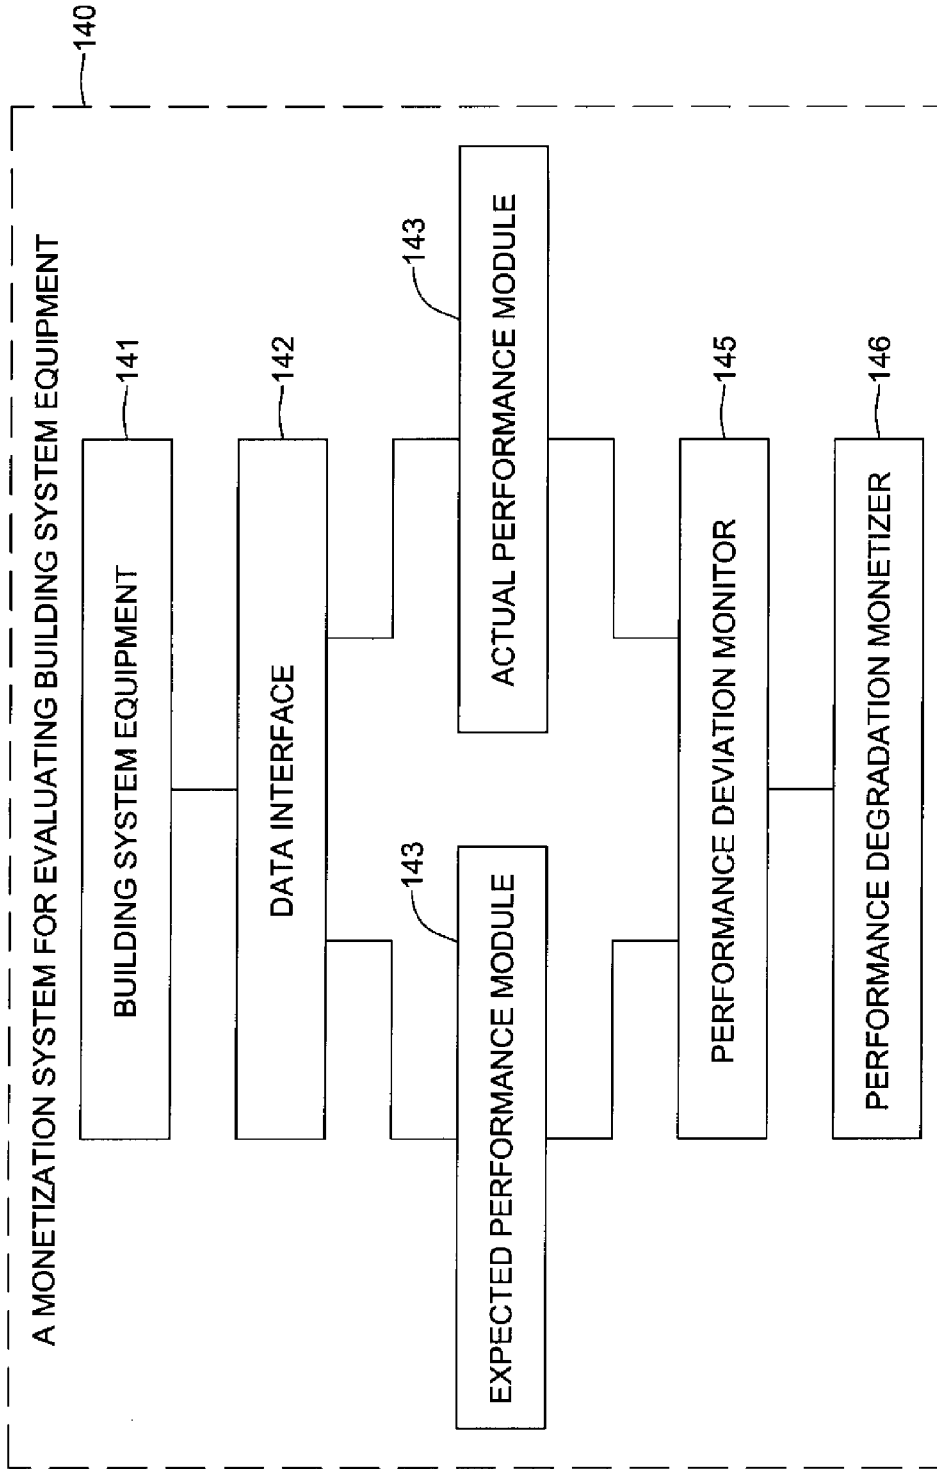 140
A MONETIZATION SYSTEM FOR EVALUATING BUILDING SYSTEM EQUIPMENT
141
BUILDING SYSTEM EQUIPMENT
142
DATA INTERFACE
143
EXPECTED PERFORMANCE MODULE
143
ACTUAL PERFORMANCE MODULE
145
PERFORMANCE DEVIATION MONITOR
146
PERFORMANCE DEGRADATION MONETIZER